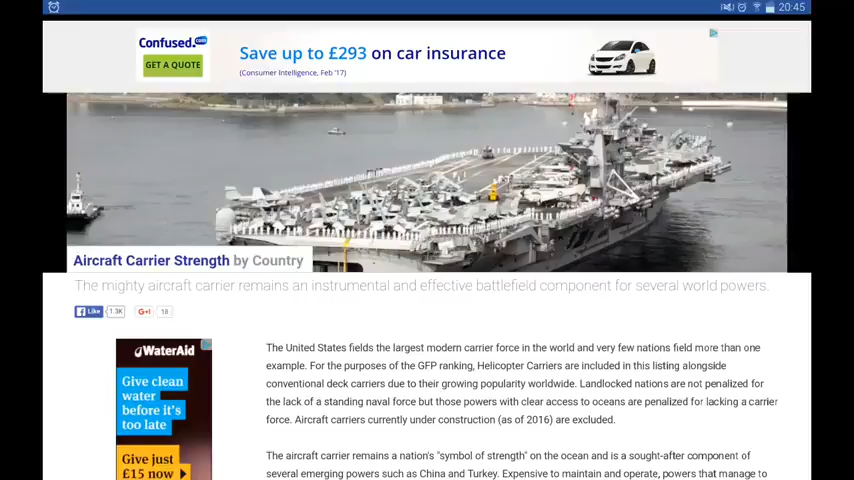 20:45
Confused.com
GET A QUOTE
Save up to £293 on car insurance
(Consumer Intelligence, Feb '17)
Aircraft Carrier Strength by Country
The mighty aircraft carrier remains an instrumental and effective battlefield component for several world powers.
Like 1.3K G+1 18
WaterAid
Give clean
water
before it's
too late
Give just
£15 now
The United States fields the largest modern carrier force in the world and very few nations field more than one
example. For the purposes of the GFP ranking, Helicopter Carriers are included in this listing alongside
conventional deck carriers due to their growing popularity worldwide. Landlocked nations are not penalized for
the lack of a standing naval force but those powers with clear access to oceans are penalized for lacking a carrier
force. Aircraft carriers currently under construction (as of 2016) are excluded.
The aircraft carrier remains a nation's "symbol of strength" on the ocean and is a sought-after component of
several emerging powers such as China and Turkey. Expensive to maintain and operate, powers that manage to